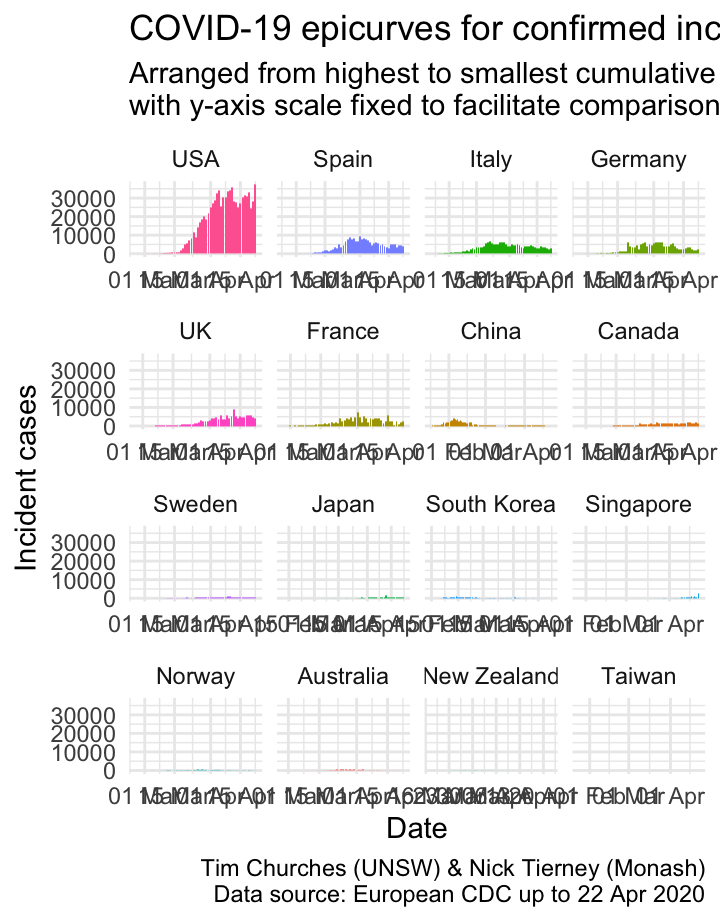 COVID-19 epicurves for confirmed inc
Arranged from highest to smallest cumulative
with y-axis scale fixed to facilitate comparison
USA Spain Italy Germany
30000
20000
10000
0
UK France China Canada
30000
20000
10000
0
Incident cases
Sweden Japan South Korea Singapore
30000
20000
10000
0
Norway Australia New Zealand Taiwan
30000
20000
10000
0
Date
Tim Churches (UNSW) & Nick Tierney (Monash)
Data source: European CDC up to 22 Apr 2020